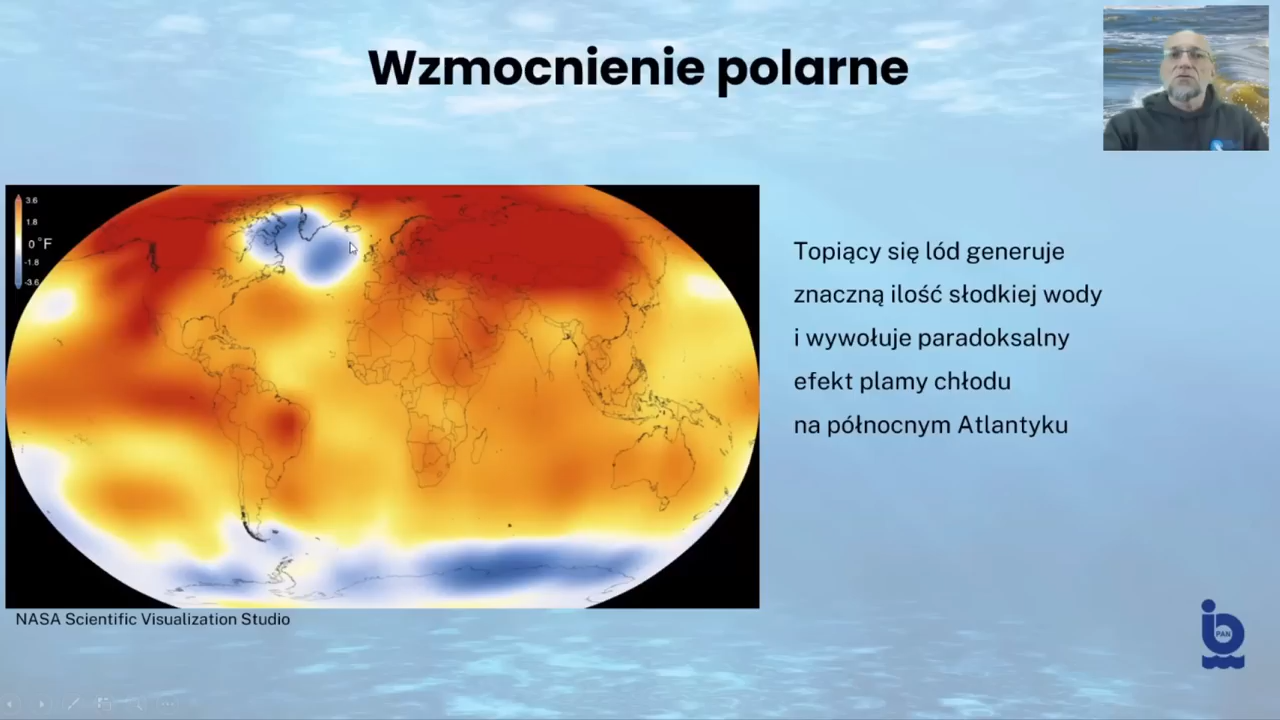 Wzmocnienie polarne
3.6
1.8
0 °F
-1.8
-3.6
Topiący się lód generuje
znaczną ilość słodkiej wody
i wywołuje paradoksalny
efekt plamy chłodu
na północnym Atlantyku
NASA Scientific Visualization Studio
PAN